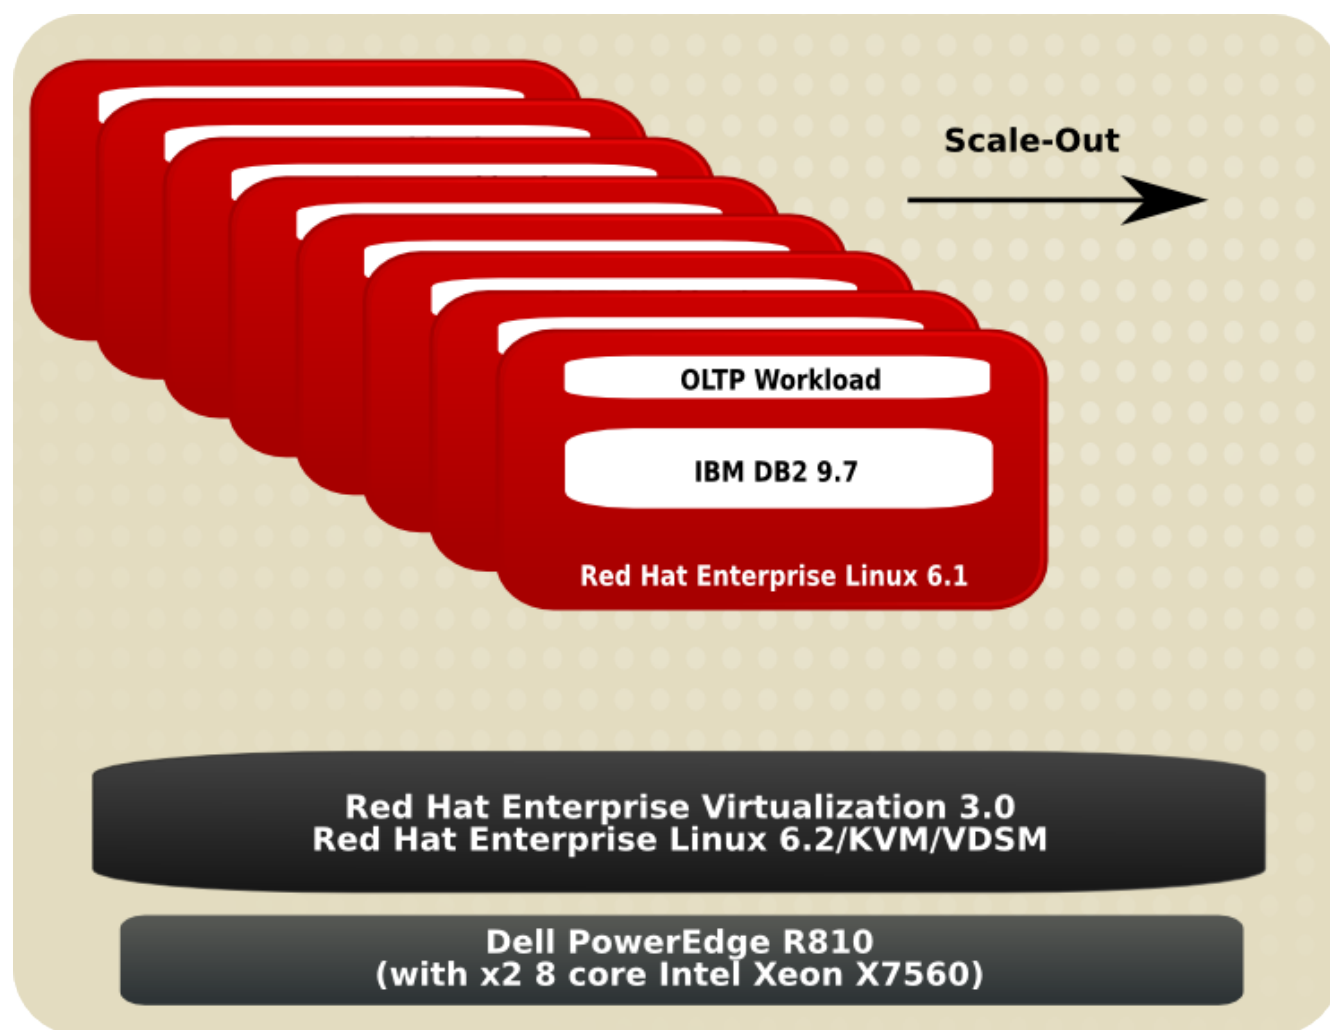 Scale-Out
OLTP Workload
IBM DB2 9.7
Red Hat Enterprise Linux 6.1
Red Hat Enterprise Virtualization 3.0
Red Hat Enterprise Linux 6.2/KVM/VDSM
Dell PowerEdge R810
(with x2 8 core Intel Xeon X7560)